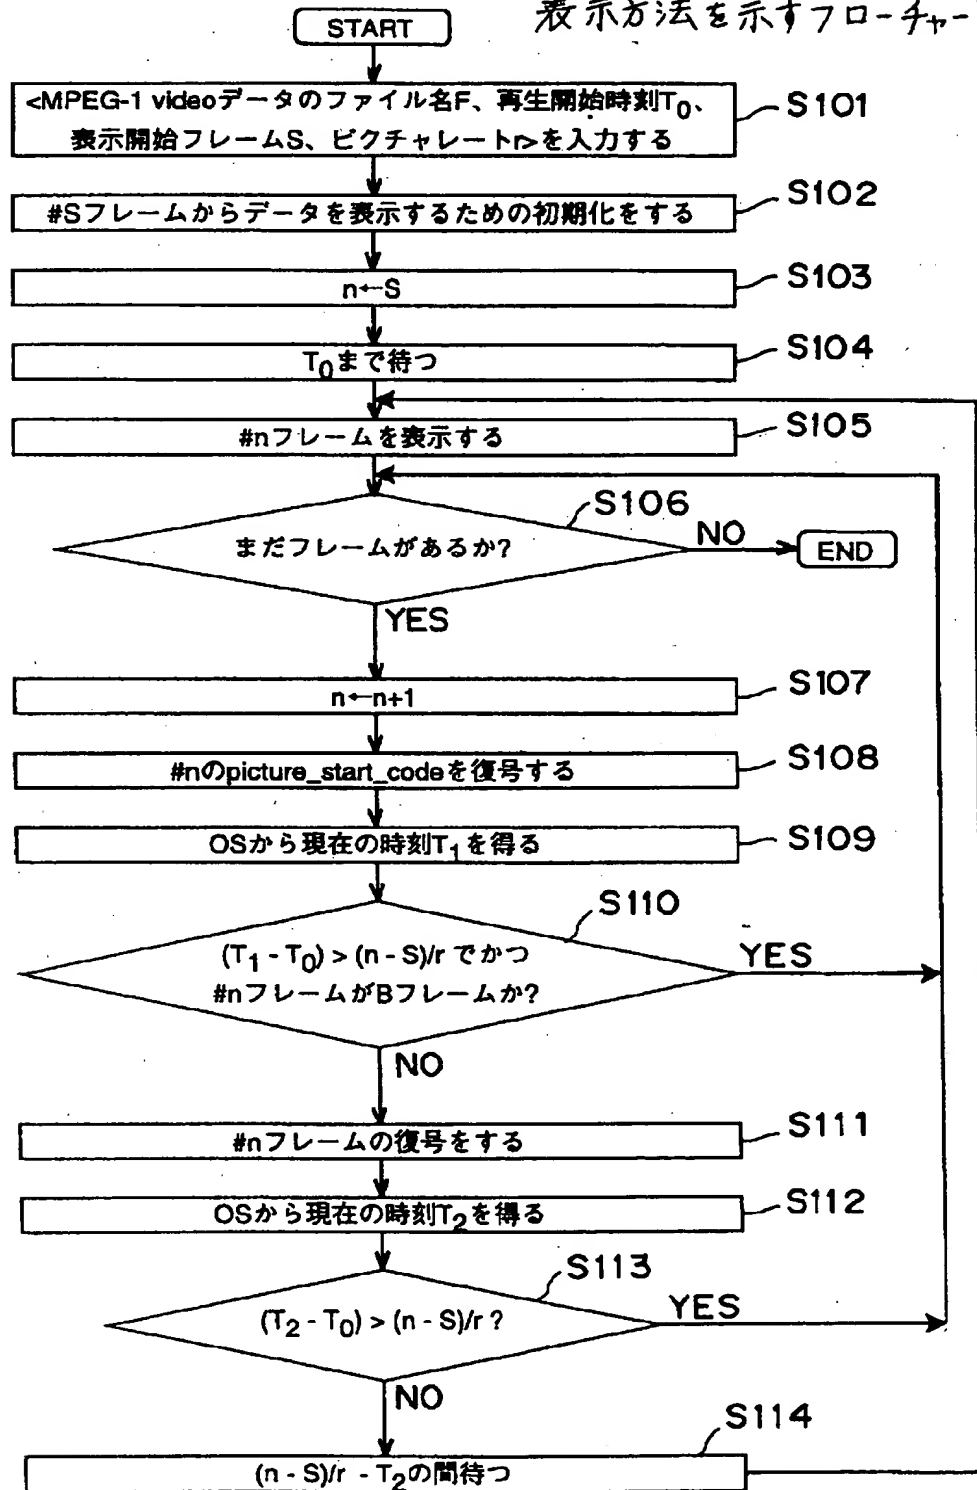 表示方法を示すフローチャー
START
<MPEG-1 videoデータのファイル名F、再生開始時刻T0、
表示開始フレームS、ピクチャレートr>を入力する
S101
#Sフレームからデータを表示するための初期化をする
S102
n←S
S103
T0まで待つ
S104
#nフレームを表示する
S105
S106
まだフレームがあるか?
NO
END
YES
n←n+1
S107
#nのpicture_start_codeを復号する
S108
OSから現在の時刻T1を得る
S109
S110
(T1 - T0) > (n - S)/r でかつ
#nフレームがBフレームか?
YES
NO
#nフレームの復号をする
S111
OSから現在の時刻T2を得る
S112
S113
(T2 - T0) > (n - S)/r ?
YES
NO
S114
(n - S)/r - T2の間待つ